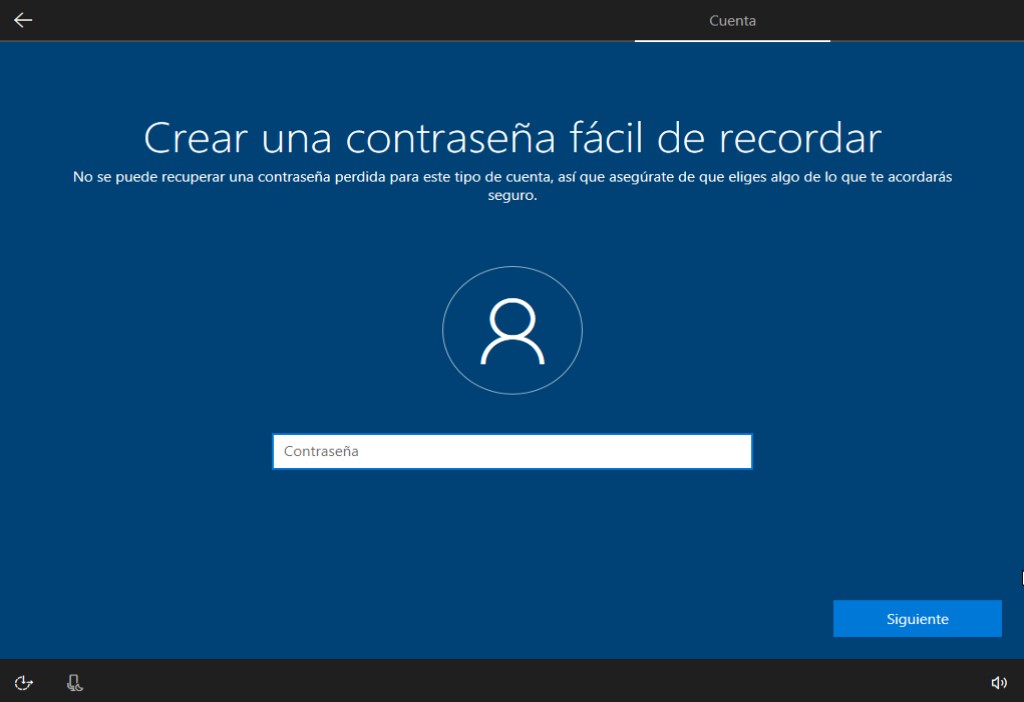 Cuenta
Crear una contraseña fácil de recordar
No se puede recuperar una contraseña perdida para este tipo de cuenta, así que asegúrate de que eliges algo de lo que te acordarás
seguro.
Contraseña
Siguiente